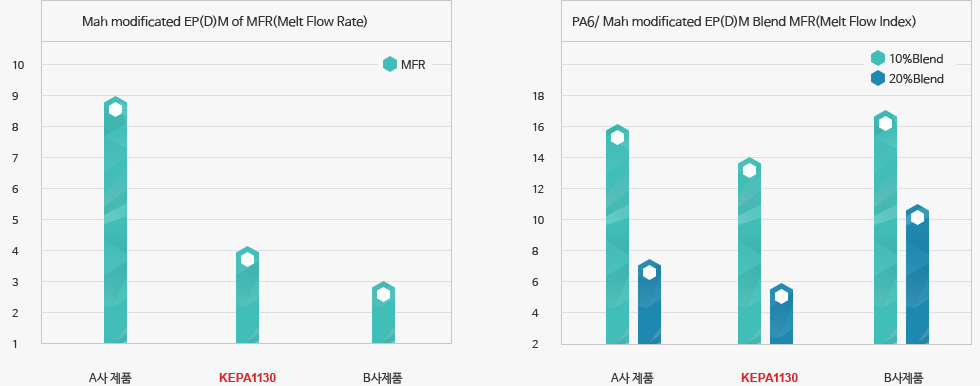 Mah modificated EP(D)M of MFR(Melt Flow Rate)
MFR
10
9
8
7
6
5
4
3
2
1
A사 제품
KEPA1130
B사제품
PA6/ Mah modificated EP(D)M Blend MFR(Melt Flow Index)
10%Blend
20%Blend
18
16
14
12
10
8
6
4
2
A사 제품
KEPA1130
B사제품